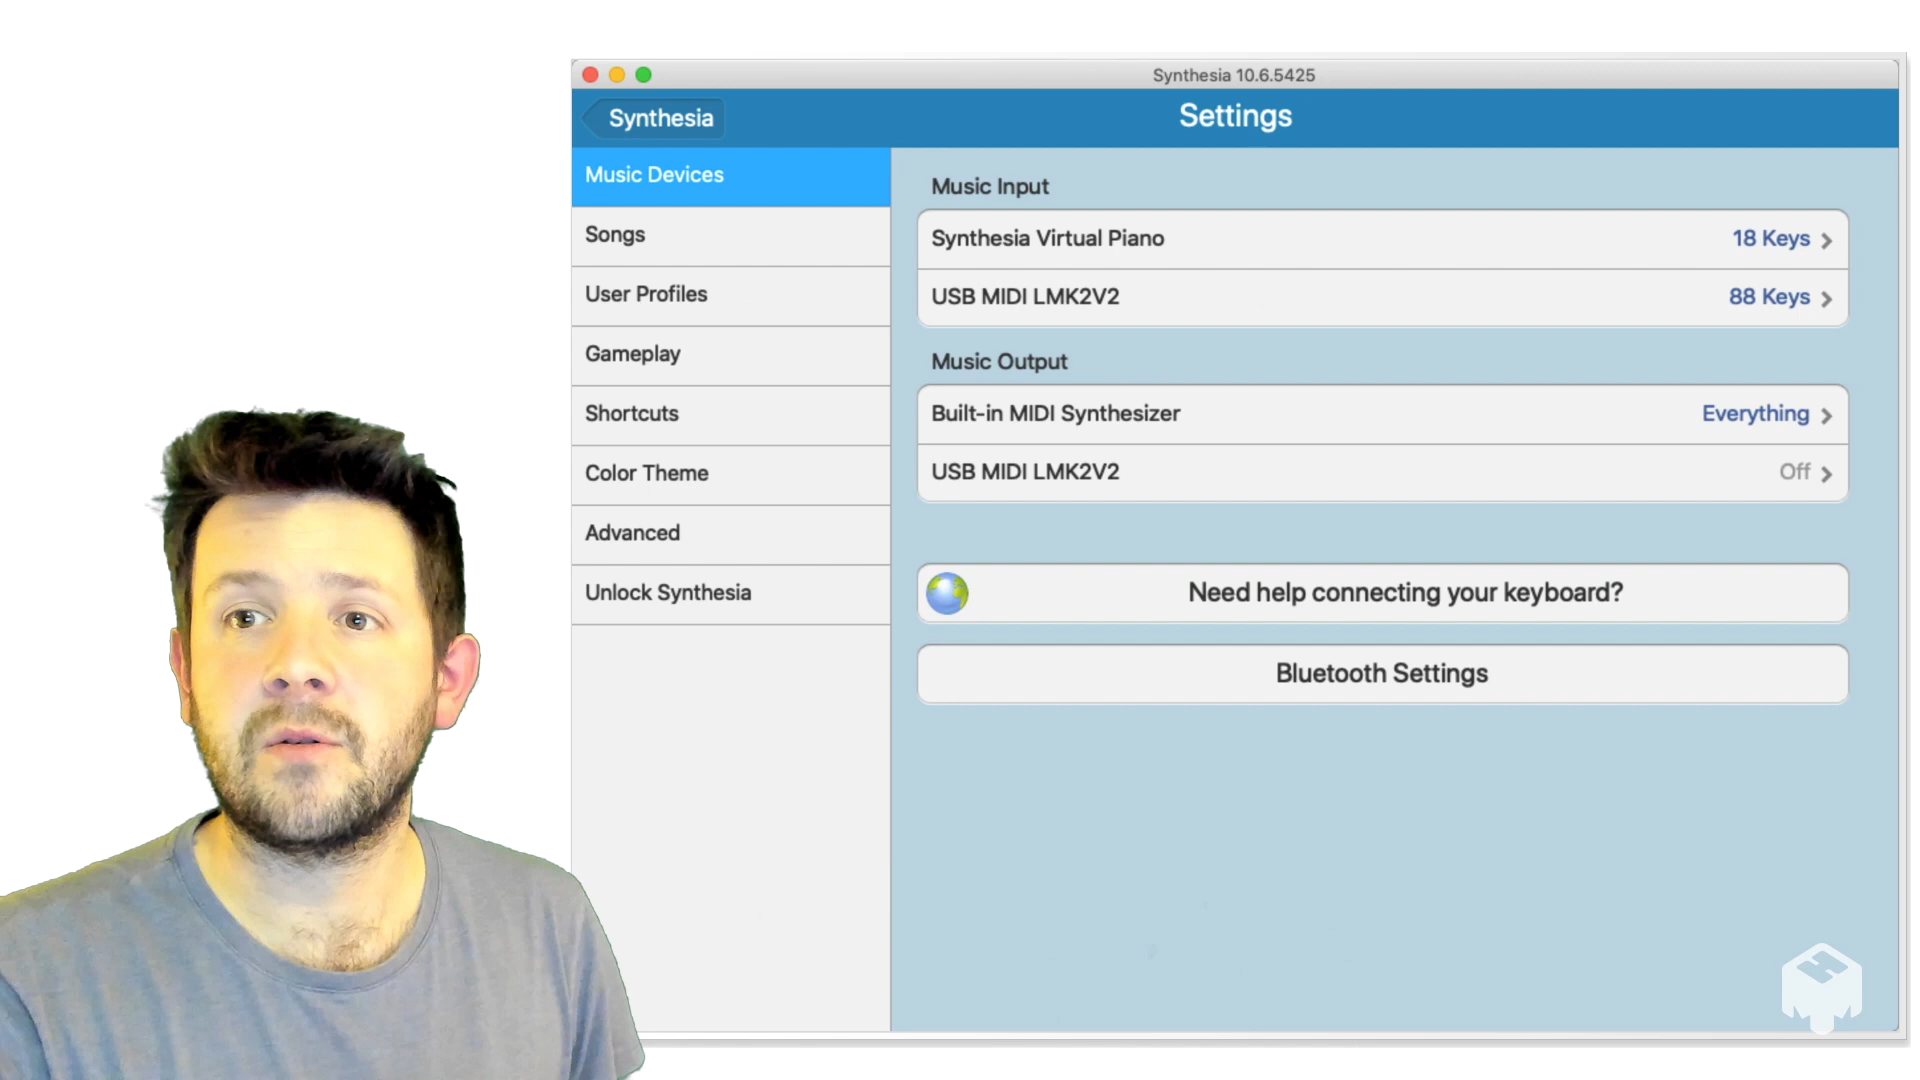 Synthesia 10.6.5425
Synthesia
Settings
Music Devices
Songs
User Profiles
Gameplay
Shortcuts
Color Theme
Advanced
Unlock Synthesia
Music Input
Synthesia Virtual Piano 18 Keys
USB MIDI LMK2V2 88 Keys
Music Output
Built-in MIDI Synthesizer Everything
USB MIDI LMK2V2 Off
Need help connecting your keyboard?
Bluetooth Settings